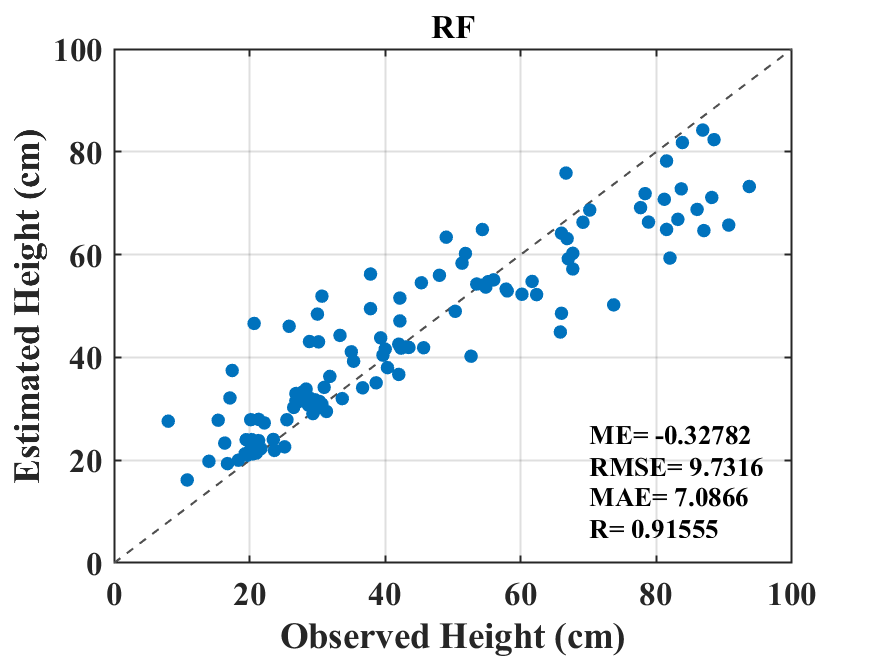 RF
100
80
60
40
20
0
Estimated Height (cm)
ME= -0.32782
RMSE= 9.7316
MAE= 7.0866
R= 0.91555
0 20 40 60 80 100
Observed Height (cm)